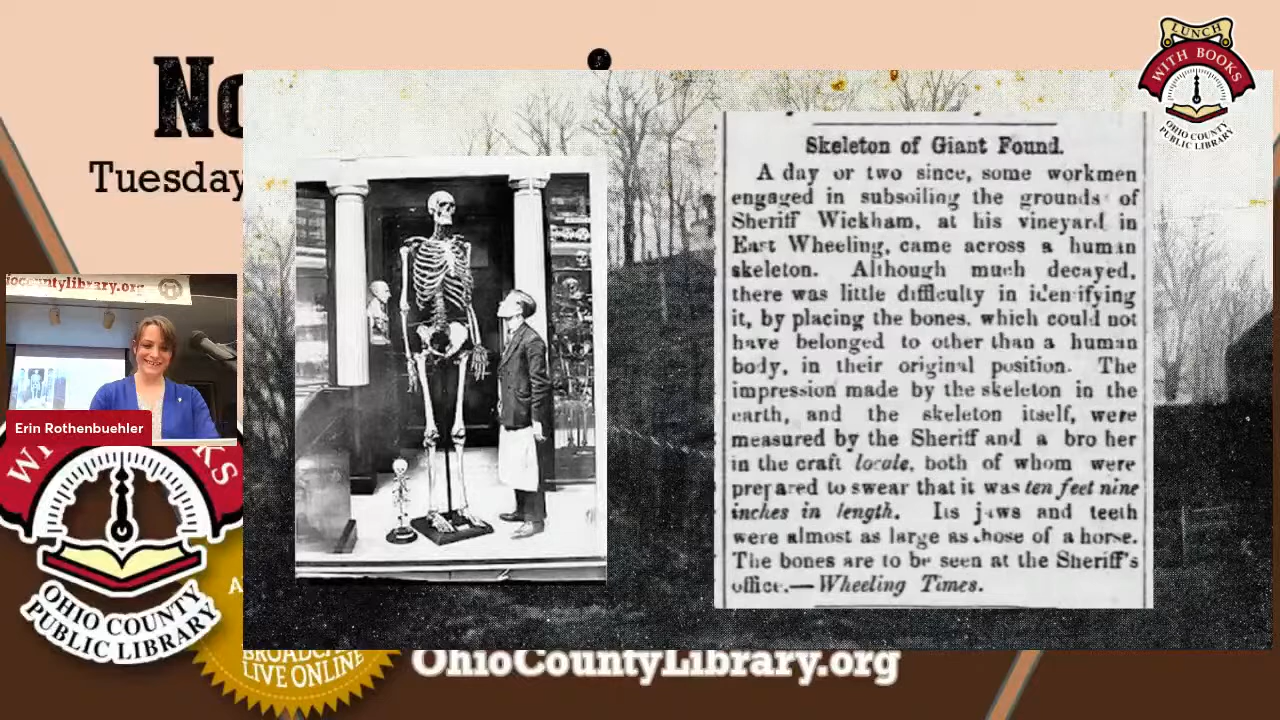 No
Tuesday
LUNCH
WITH BOOKS
OHIO COUNTY
PUBLIC LIBRARY
Skeleton of Giant Found.
A day or two since, some workmen
engaged in subsoiling the grounds of
Sheriff Wickham, at his vineyard in
East Wheeling, came across a human
skeleton. Although much decayed,
there was little difficulty in identifying
it, by placing the bones, which could not
have belonged to other than a human
body, in their original position. The
impression made by the skeleton in the
earth, and the skeleton itself, were
measured by the Sheriff and a bro her
in the craft locale, both of whom were
prepared to swear that it was ten feet nine
inches in length. Its jaws and teeth
were almost as large as those of a horse.
The bones are to be seen at the Sheriff's
office.—Wheeling Times.
iocountylibrary.org
Erin Rothenbuehler
OHIO COUNTY
PUBLIC LIBRARY
LIVE ONLINE
OhioCountyLibrary.org